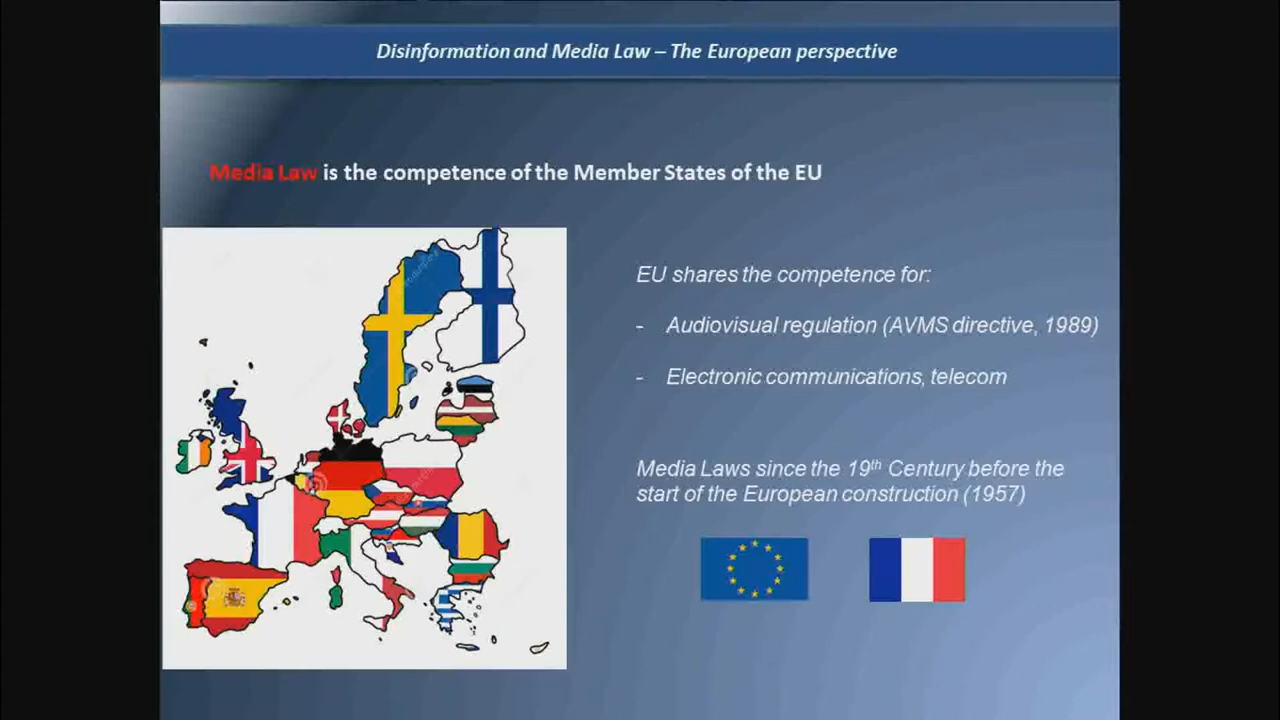 Disinformation and Media Law – The European perspective
Media Law is the competence of the Member States of the EU
EU shares the competence for:
- Audiovisual regulation (AVMS directive, 1989)
- Electronic communications, telecom
Media Laws since the 19th Century before the
start of the European construction (1957)